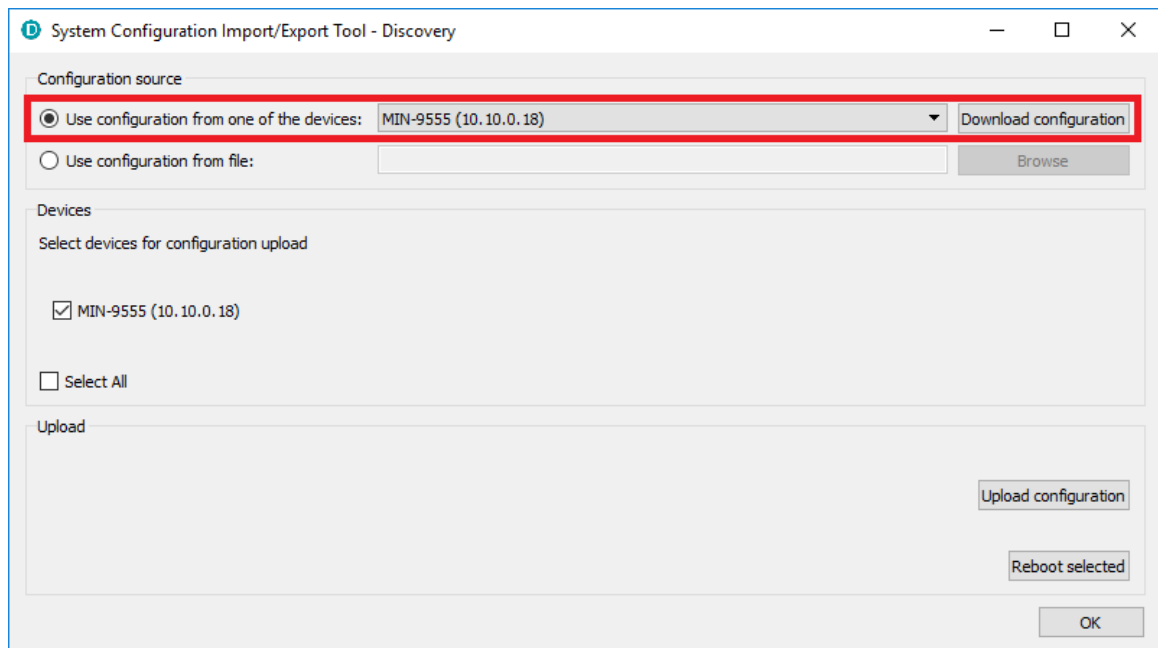 System Configuration Import/Export Tool - Discovery
Configuration source
Use configuration from one of the devices: MIN-9555 (10.10.0.18) Download configuration
Use configuration from file: Browse
Devices
Select devices for configuration upload
MIN-9555 (10.10.0.18)
Select All
Upload
Upload configuration
Reboot selected
OK